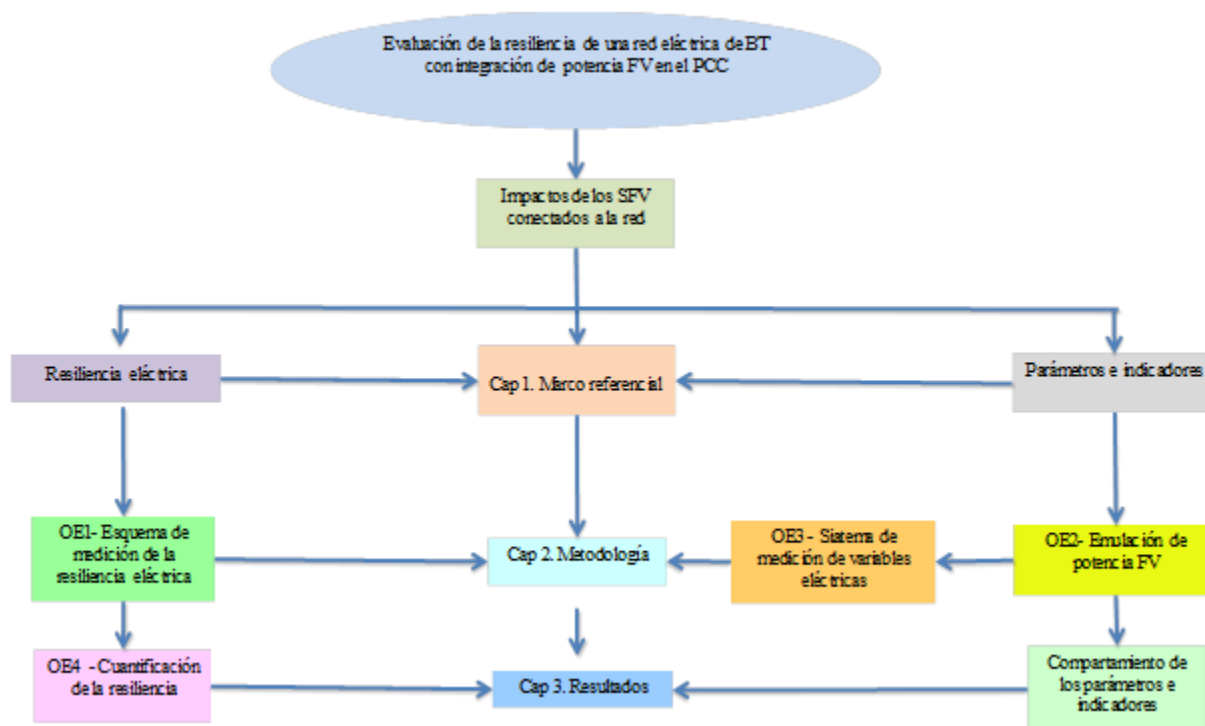 Evaluación de la resiliencia de una red eléctrica de BT
con integración de potencia FV en el PCC
Impactos de los SFV
conectados a la red
Resiliencia eléctrica
Cap 1. Marco referencial
Parámetros e indicadores
OE1- Esquema de
medición de la
resiliencia eléctrica
Cap 2. Metodología
OE3 - Sistema de
medición de variables
eléctricas
OE2- Emulación de
potencia FV
OE4 - Cuantificación
de la resiliencia
Cap 3. Resultados
Compartamiento de
los parámetros e
indicadores